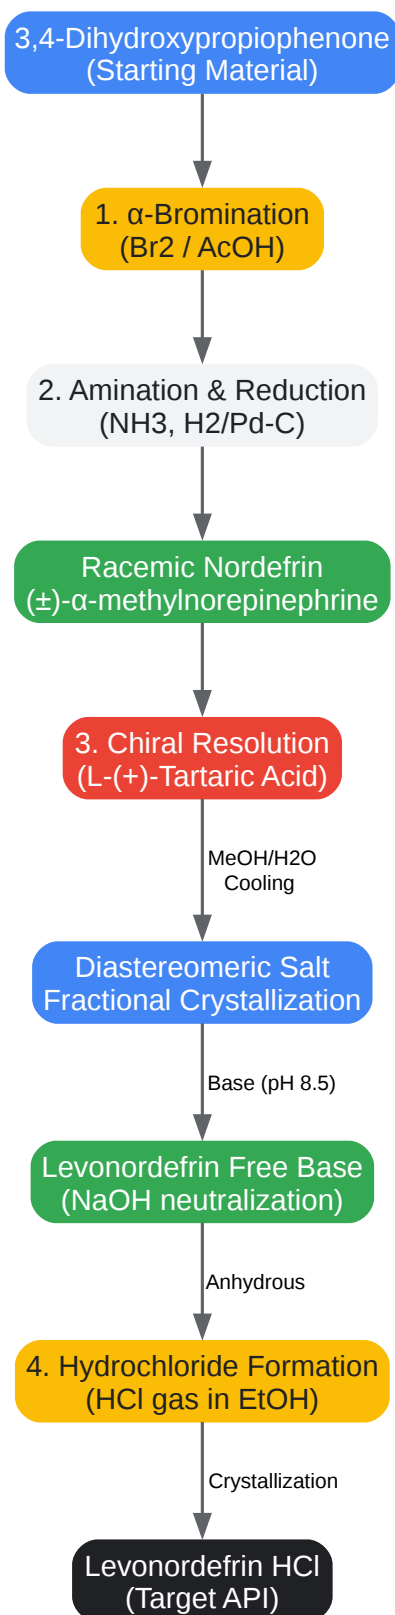 3,4-Dihydroxypropiophenone
(Starting Material)
1. α-Bromination
(Br2 / AcOH)
2. Amination & Reduction
(NH3, H2/Pd-C)
Racemic Nordefrin
(±)-α-methylnorepinephrine
3. Chiral Resolution
(L-(+)-Tartaric Acid)
MeOH/H2O
Cooling
Diastereomeric Salt
Fractional Crystallization
Base (pH 8.5)
Levonordefrin Free Base
(NaOH neutralization)
Anhydrous
4. Hydrochloride Formation
(HCl gas in EtOH)
Crystallization
Levonordefrin HCl
(Target API)